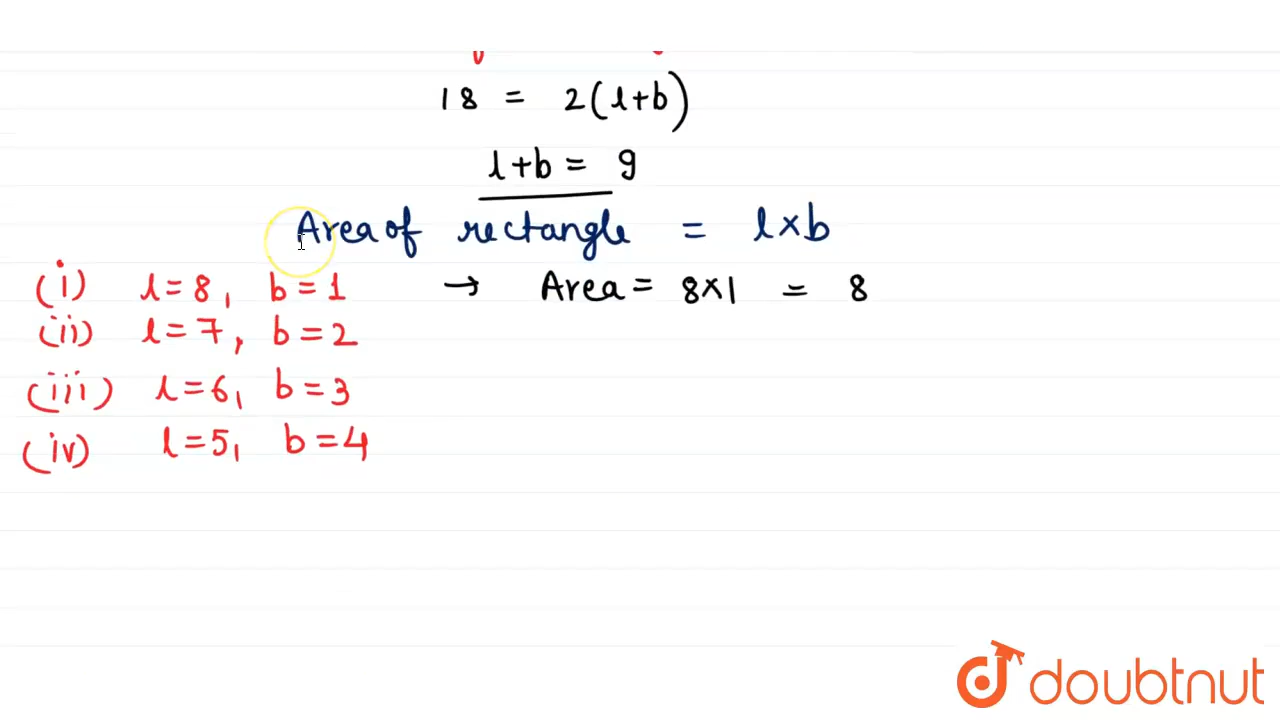 18 = 2(l+b)
l+b = 9
Area of rectangle = l×b
(i) l=8, b=1 → Area = 8×1 = 8
(ii) l=7, b=2
(iii) l=6, b=3
(iv) l=5, b=4
doubtnut